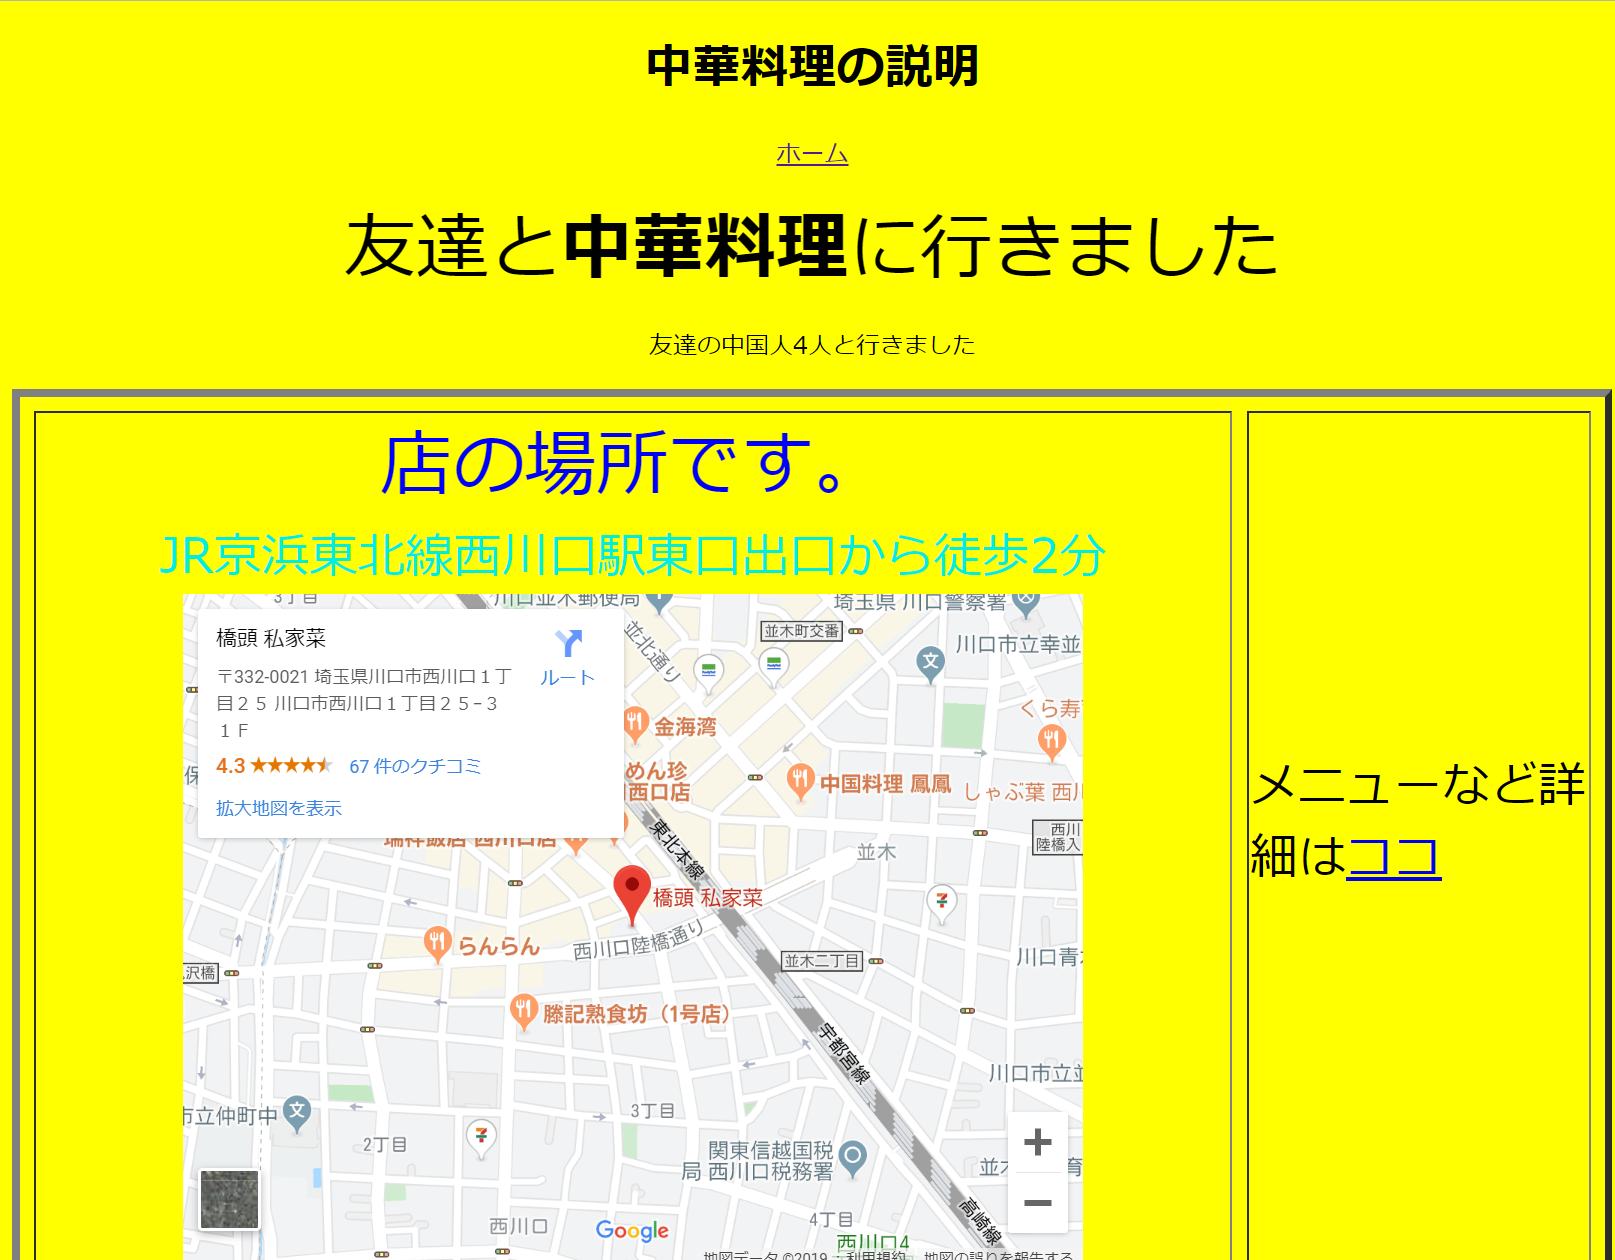 中華料理の説明
ホーム
友達と中華料理に行きました
友達の中国人4人と行きました
店の場所です。
JR京浜東北線西川口駅東口出口から徒歩2分
メニューなど詳
細はココ
橋頭 私家菜
ルート
〒332-0021 埼玉県川口市西川口１丁
目２５ 川口市西川口１丁目２５−３
１Ｆ
4.3
67 件のクチコミ
拡大地図を表示
3丁目
川口並木郵便局
埼玉県 川口警察署
並木町交番
並北通り
川口市立幸並
くら寿
金海湾
めん珍
西口店
中国料理 鳳鳳
しゃぶ葉 西川
保
瑞祥飯店 西川口店
東北本線
並木
西川
陸橋入
橋頭 私家菜
らんらん
西川口陸橋通り
並木二丁目
川口青木
沢橋
滕記熟食坊（1号店）
宇都宮線
川口市立並
市立仲町中
3丁目
2丁目
関東信越国税
局 西川口税務署
並木
育
西川口
Google
4丁目
高崎線
西川口4
地図データ ©2019
利用規約
地図の誤りを報告する